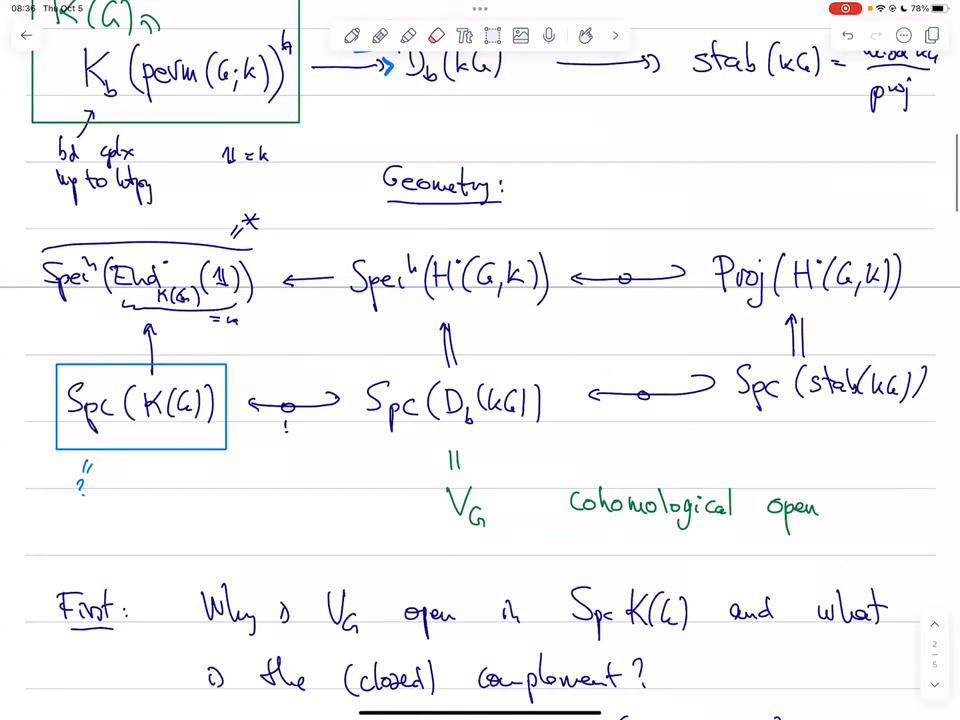 08:36 Thu Oct 5
78%
K(G)
K_b(perm(G;k))^♮ → D_b(kG) → stab(kG) = / proj
bd cplx
up to htpy
𝟙 = k
Geometry:
= *
Spec^h(End^•_{K(G)}(𝟙)) ← Spec^h(H^•(G,k)) ↩ Proj(H^•(G,k))
= k
Spc(K(G)) ↩ Spc(D_b(kG)) ↩ Spc(stab(kG))
!
= ?
=
V_G cohomological open
First: Why is V_G open in Spc K(G) and what
is the (closed) complement?
2
5